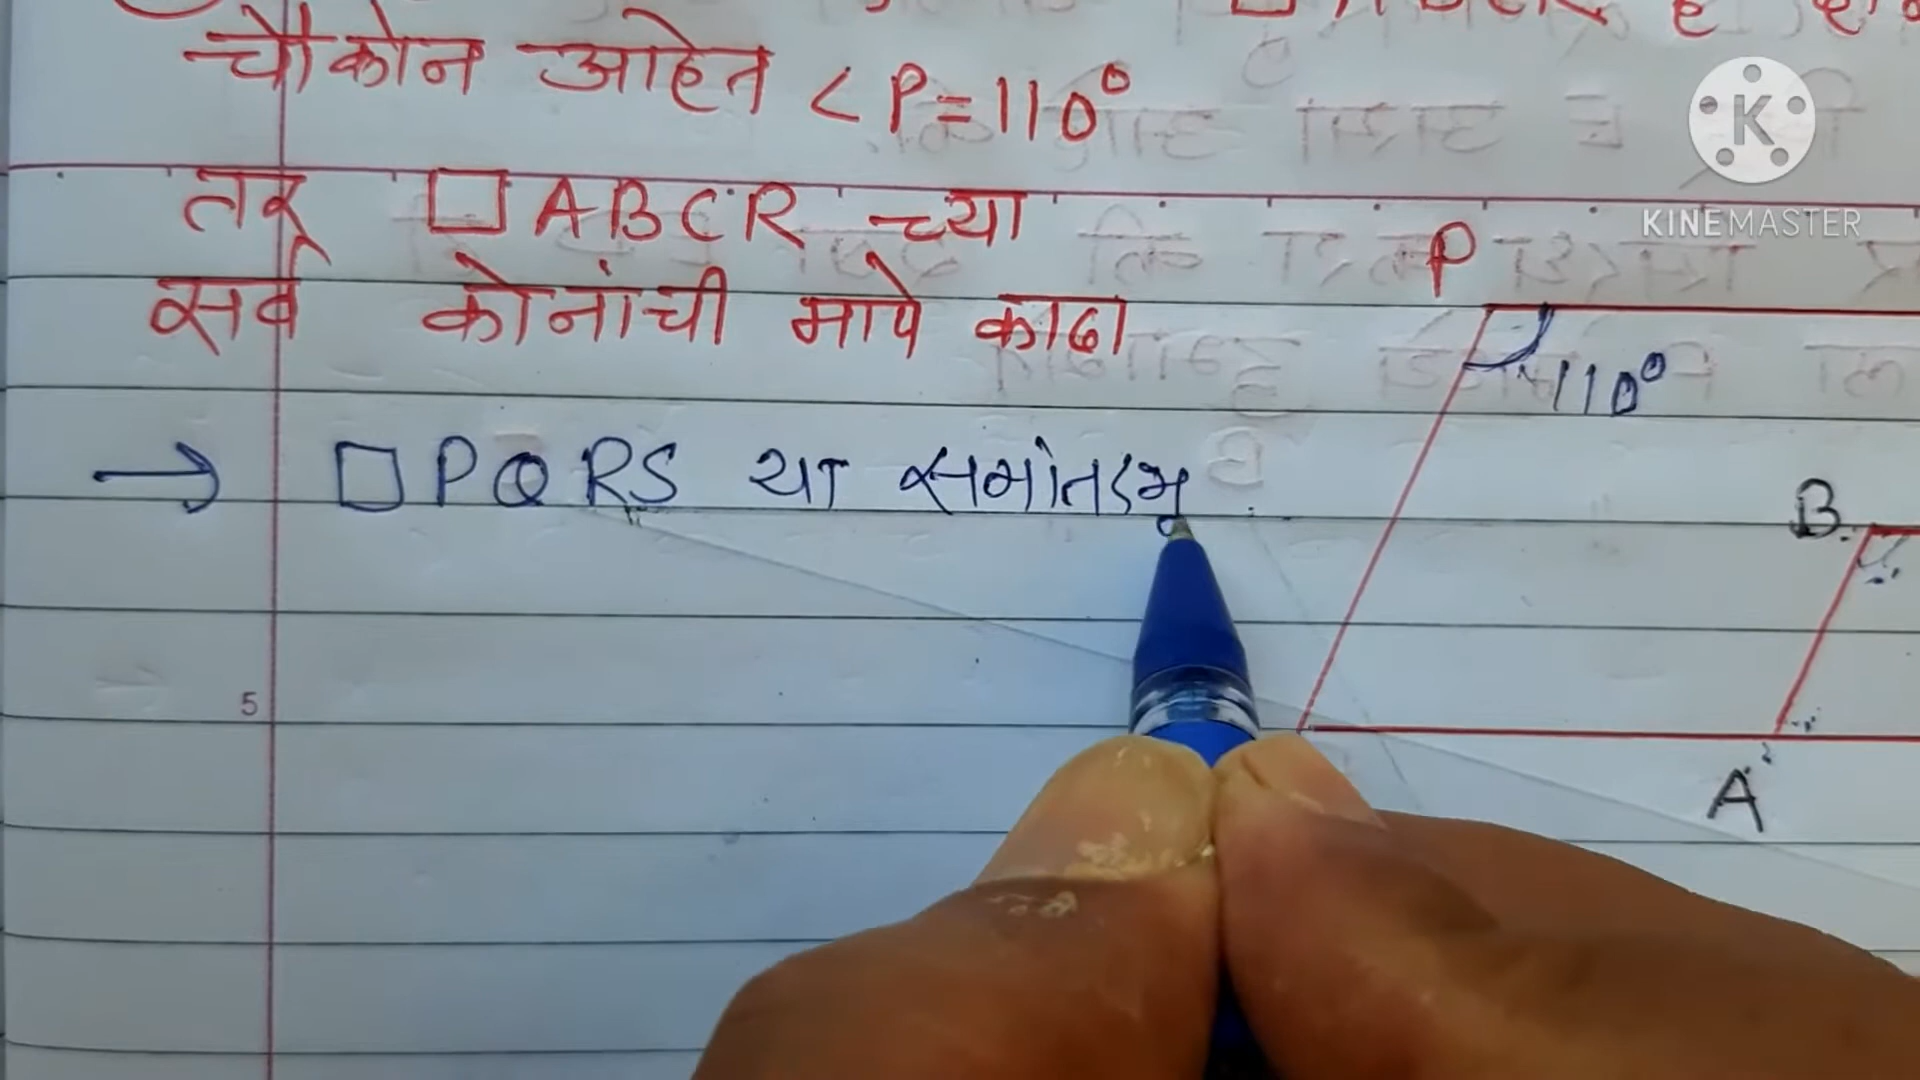 चौकोन आहेत < P = 110°
तर □ ABCR च्या
सर्व कोनांची मापे काढा
→ □ PQRS या समांतरभु
P
110°
B
A
5
K
KINEMASTER